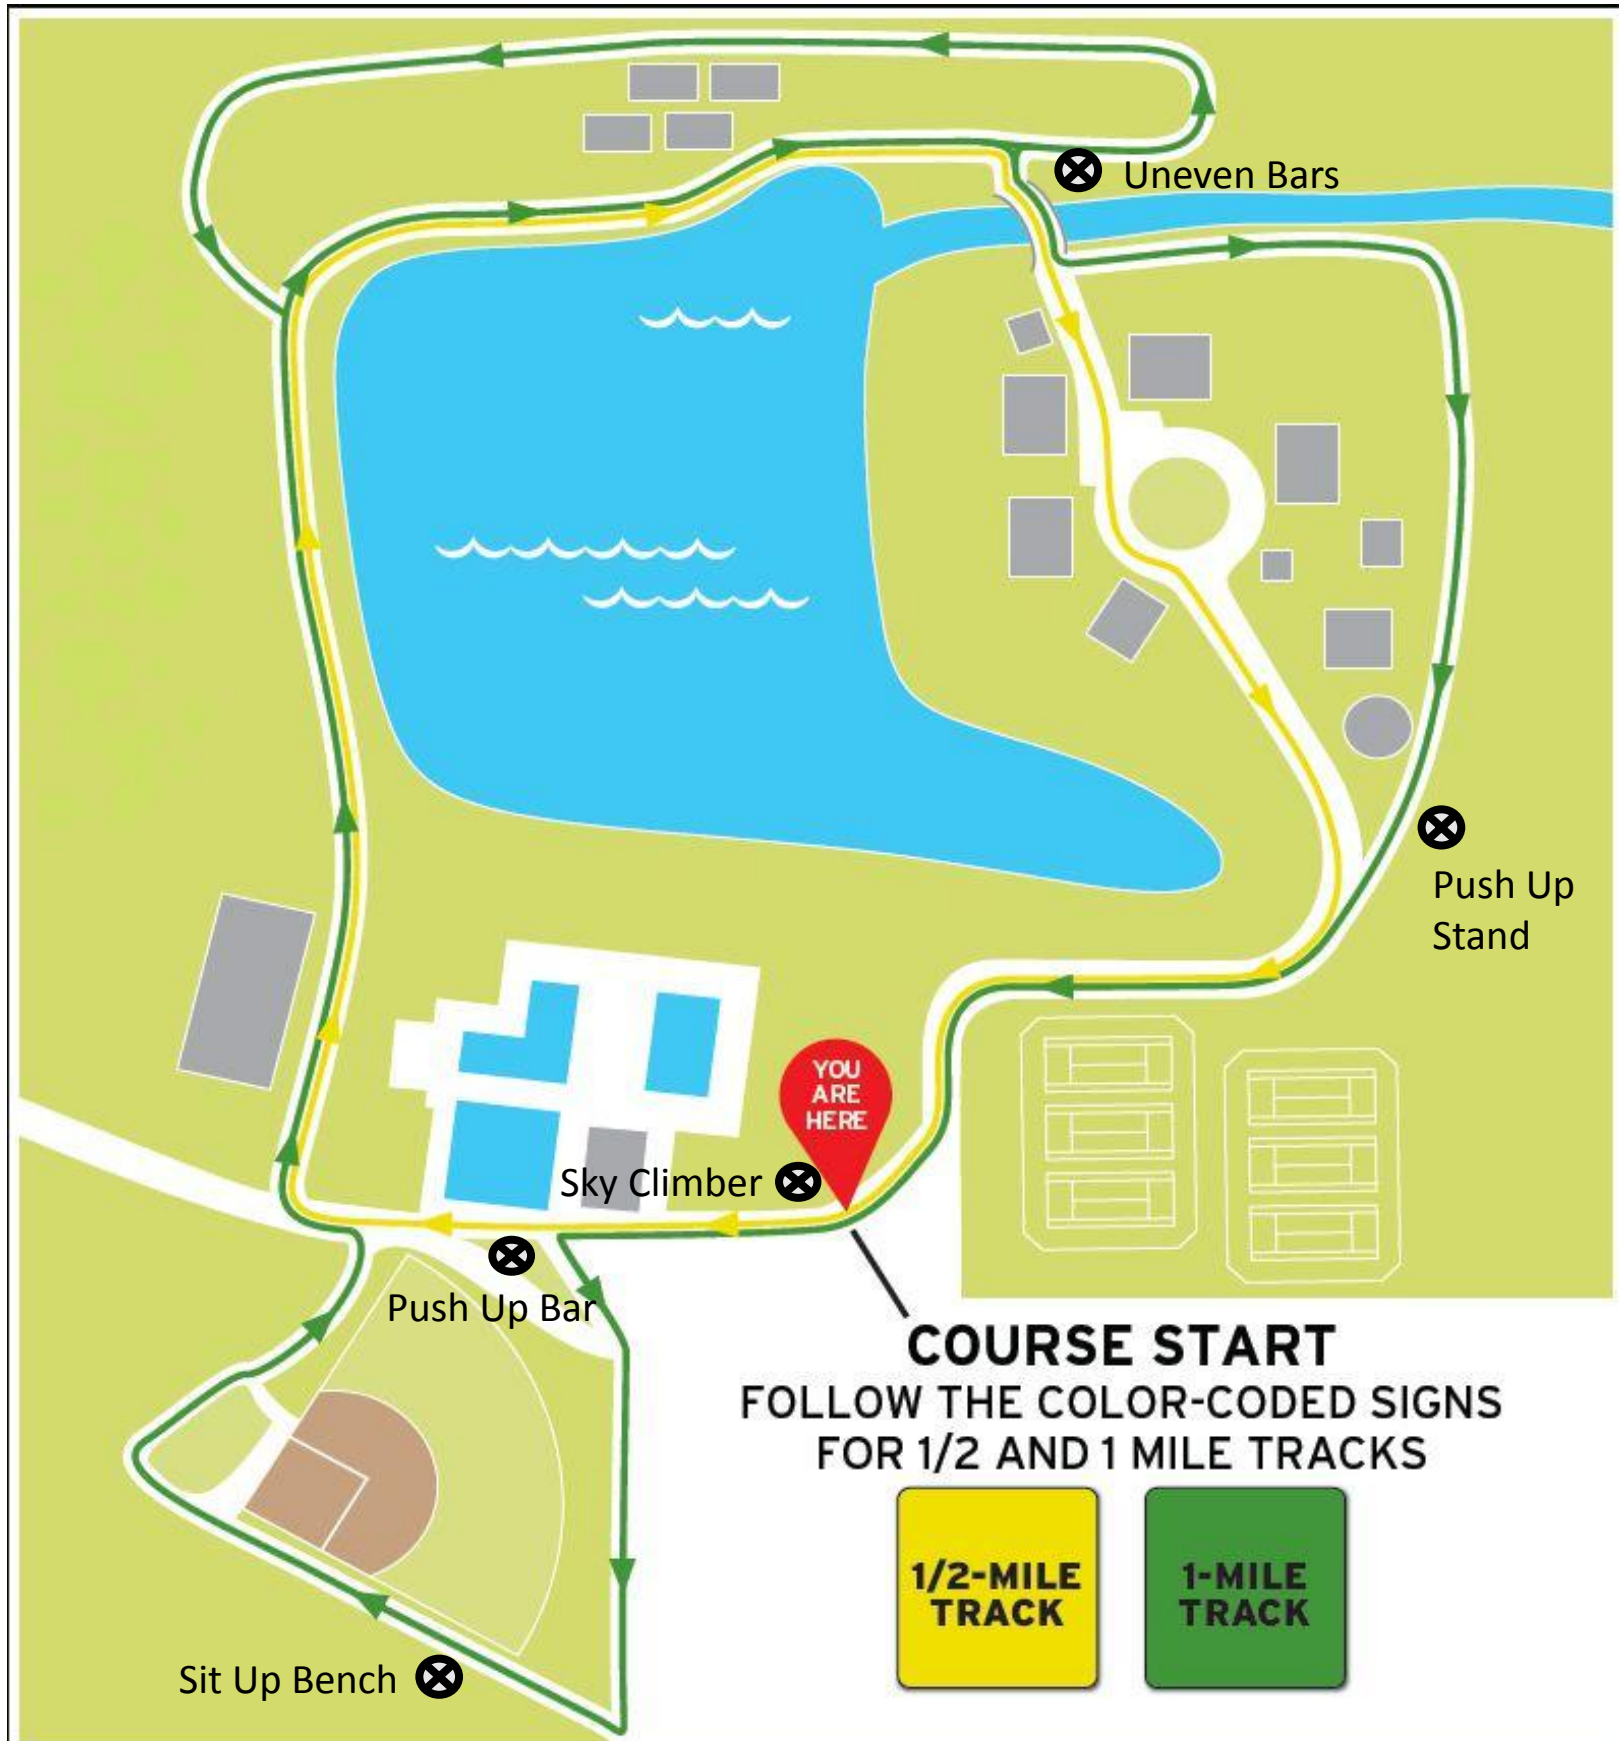 Uneven Bars
Push Up
Stand
YOU
ARE
HERE
Sky Climber
Push Up Bar
COURSE START
FOLLOW THE COLOR-CODED SIGNS
FOR 1/2 AND 1 MILE TRACKS
1/2-MILE
TRACK
1-MILE
TRACK
Sit Up Bench